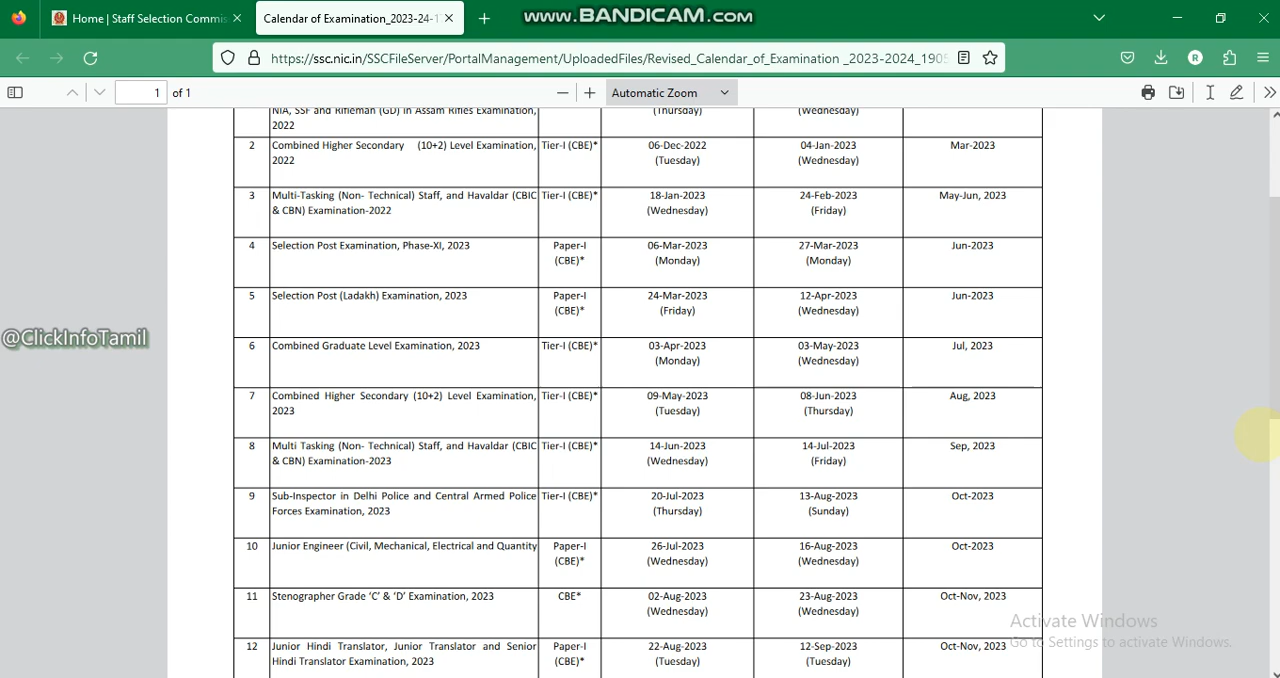 www.BANDICAM.com
Home | Staff Selection Commis
Calendar of Examination_2023-24-1
https://ssc.nic.in/SSCFileServer/PortalManagement/UploadedFiles/Revised_Calendar_of_Examination _2023-2024_1905
R
1 of 1
Automatic Zoom
NIA, SSF and Rifleman (GD) in Assam Rifles Examination, (Thursday) (Wednesday)
2022
2 Combined Higher Secondary (10+2) Level Examination, Tier-I (CBE)* 06-Dec-2022 04-Jan-2023 Mar-2023
2022 (Tuesday) (Wednesday)
3 Multi-Tasking (Non- Technical) Staff, and Havaldar (CBIC Tier-I (CBE)* 18-Jan-2023 24-Feb-2023 May-Jun, 2023
& CBN) Examination-2022 (Wednesday) (Friday)
4 Selection Post Examination, Phase-XI, 2023 Paper-I 06-Mar-2023 27-Mar-2023 Jun-2023
(CBE)* (Monday) (Monday)
5 Selection Post (Ladakh) Examination, 2023 Paper-I 24-Mar-2023 12-Apr-2023 Jun-2023
(CBE)* (Friday) (Wednesday)
@ClickInfoTamil
6 Combined Graduate Level Examination, 2023 Tier-I (CBE)* 03-Apr-2023 03-May-2023 Jul, 2023
(Monday) (Wednesday)
7 Combined Higher Secondary (10+2) Level Examination, Tier-I (CBE)* 09-May-2023 08-Jun-2023 Aug, 2023
2023 (Tuesday) (Thursday)
8 Multi Tasking (Non- Technical) Staff, and Havaldar (CBIC Tier-I (CBE)* 14-Jun-2023 14-Jul-2023 Sep, 2023
& CBN) Examination-2023 (Wednesday) (Friday)
9 Sub-Inspector in Delhi Police and Central Armed Police Tier-I (CBE)* 20-Jul-2023 13-Aug-2023 Oct-2023
Forces Examination, 2023 (Thursday) (Sunday)
10 Junior Engineer (Civil, Mechanical, Electrical and Quantity Paper-I 26-Jul-2023 16-Aug-2023 Oct-2023
(CBE)* (Wednesday) (Wednesday)
11 Stenographer Grade ‘C’ & ‘D’ Examination, 2023 CBE* 02-Aug-2023 23-Aug-2023 Oct-Nov, 2023
(Wednesday) (Wednesday)
Activate Windows
12 Junior Hindi Translator, Junior Translator and Senior Paper-I 22-Aug-2023 12-Sep-2023 Oct-Nov, 2023
Go to Settings to activate Windows.
Hindi Translator Examination, 2023 (CBE)* (Tuesday) (Tuesday)